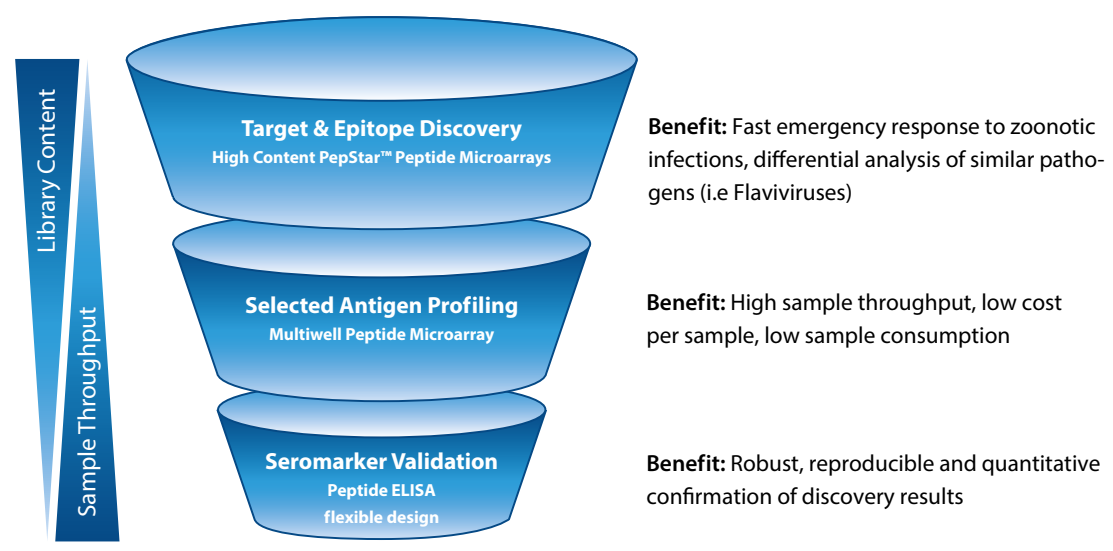 Library Content
Sample Throughput
Target & Epitope Discovery
High Content PepStar™ Peptide Microarrays
Benefit: Fast emergency response to zoonotic
infections, differential analysis of similar patho-
gens (i.e Flaviviruses)
Selected Antigen Profiling
Multiwell Peptide Microarray
Benefit: High sample throughput, low cost
per sample, low sample consumption
Seromarker Validation
Peptide ELISA
flexible design
Benefit: Robust, reproducible and quantitative
confirmation of discovery results